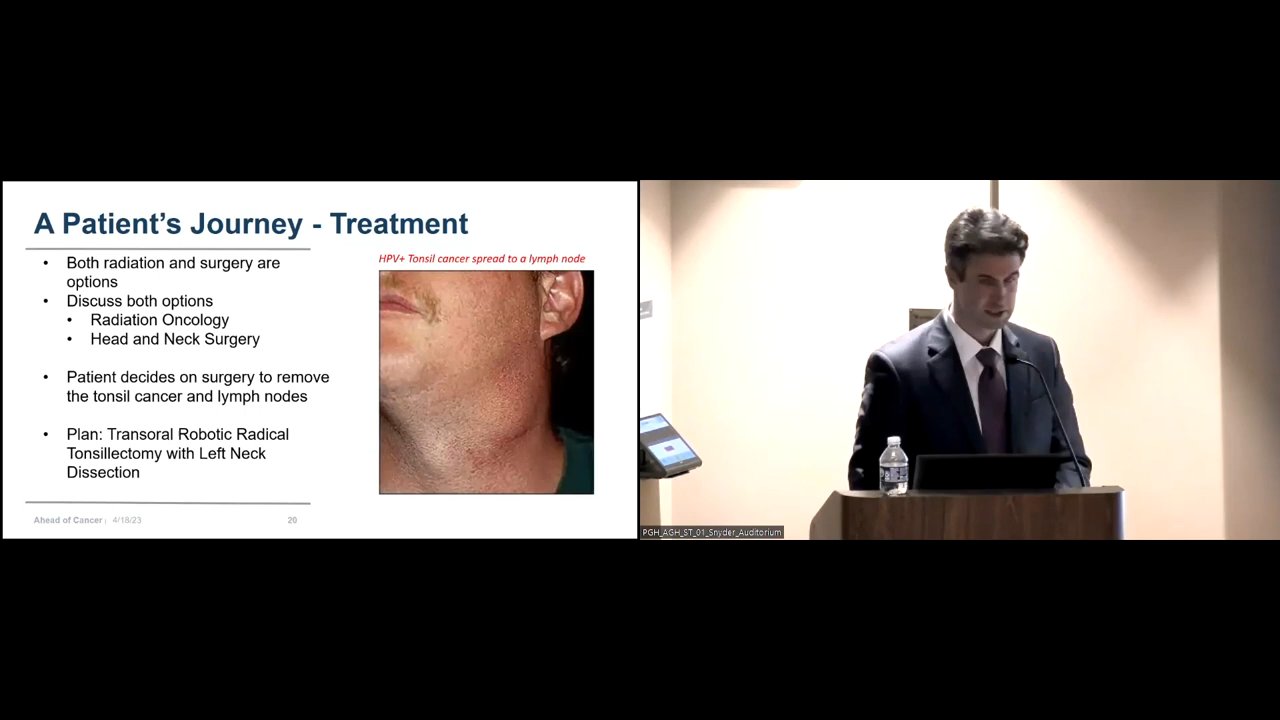 A Patient's Journey - Treatment
• Both radiation and surgery are
options
• Discuss both options
• Radiation Oncology
• Head and Neck Surgery
• Patient decides on surgery to remove
the tonsil cancer and lymph nodes
• Plan: Transoral Robotic Radical
Tonsillectomy with Left Neck
Dissection
HPV+ Tonsil cancer spread to a lymph node
Ahead of Cancer | 4/18/23
20
PGH_AGH_ST_01_Snyder_Auditorium